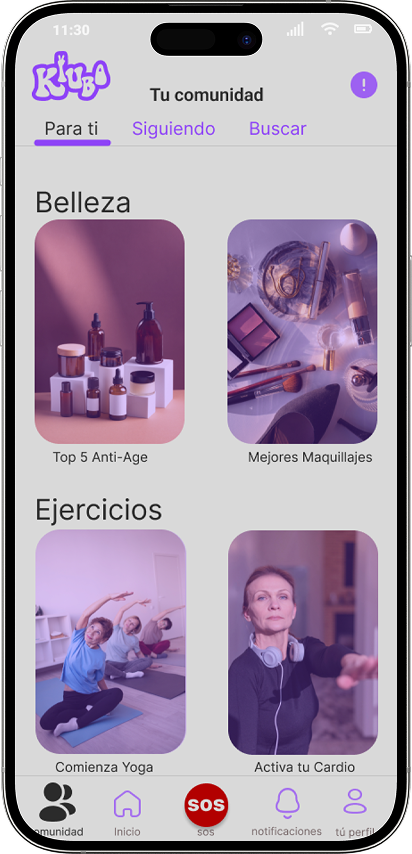 11:30
Klubo
Tu comunidad
!
Para ti Siguiendo Buscar
Belleza
Top 5 Anti-Age Mejores Maquillajes
Ejercicios
Comienza Yoga Activa tu Cardio
SOS
omunidad Inicio sos notificaciones tú perfil